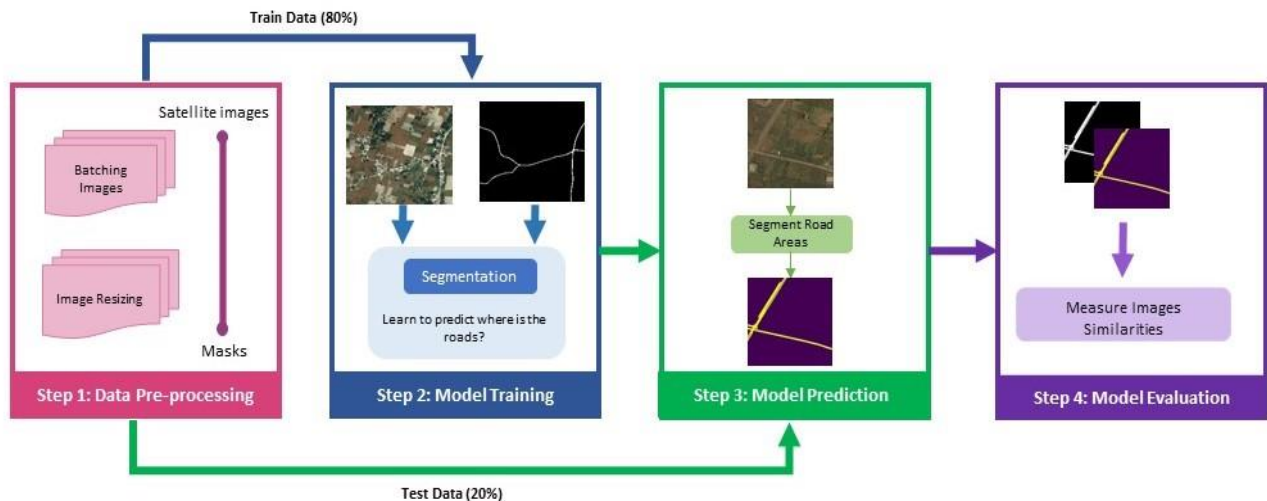 Train Data (80%)
Satellite images
Batching
Images
Image Resizing
Masks
Step 1: Data Pre-processing
Segmentation
Learn to predict where is the
roads?
Step 2: Model Training
Segment Road
Areas
Step 3: Model Prediction
Measure Images
Similarities
Step 4: Model Evaluation
Test Data (20%)